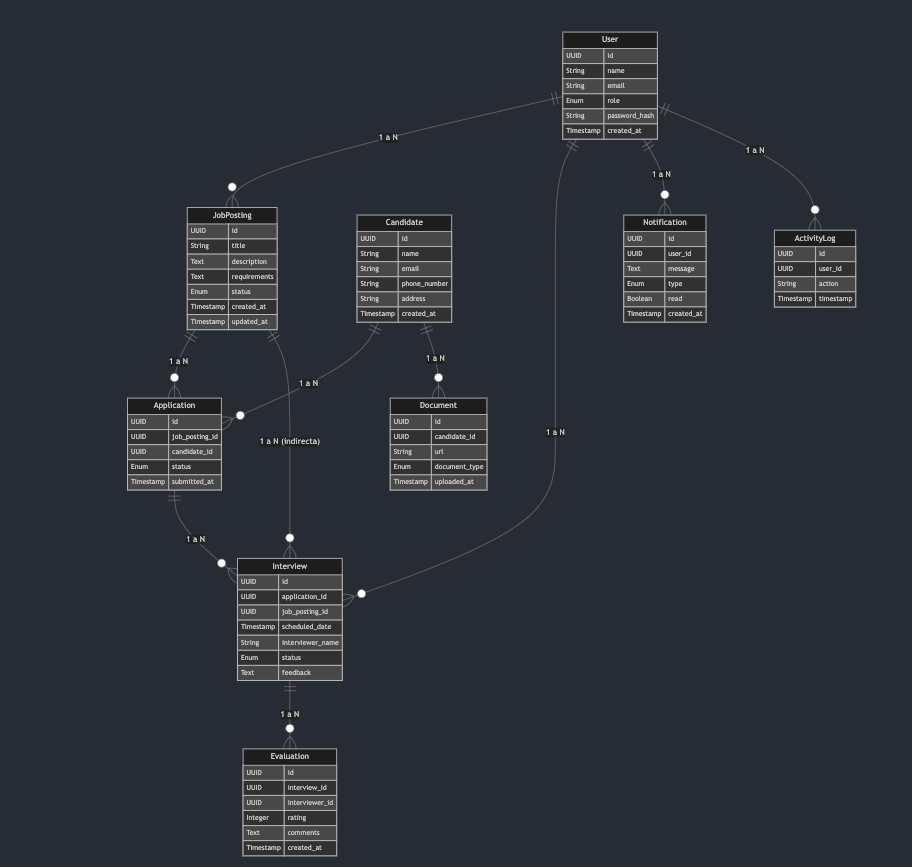 User
UUID id
String name
String email
Enum role
String password_hash
Timestamp created_at
1 a N
1 a N
1 a N
JobPosting
UUID id
String title
Text description
Text requirements
Enum status
Timestamp created_at
Timestamp updated_at
Candidate
UUID id
String name
String email
String phone_number
String address
Timestamp created_at
Notification
UUID id
UUID user_id
Text message
Enum type
Boolean read
Timestamp created_at
ActivityLog
UUID id
UUID user_id
String action
Timestamp timestamp
1 a N
1 a N
1 a N
Application
UUID id
UUID job_posting_id
UUID candidate_id
Enum status
Timestamp submitted_at
Document
UUID id
UUID candidate_id
String url
Enum document_type
Timestamp uploaded_at
1 a N (indirecta)
1 a N
1 a N
Interview
UUID id
UUID application_id
UUID job_posting_id
Timestamp scheduled_date
String interviewer_name
Enum status
Text feedback
1 a N
Evaluation
UUID id
UUID interview_id
UUID interviewer_id
Integer rating
Text comments
Timestamp created_at